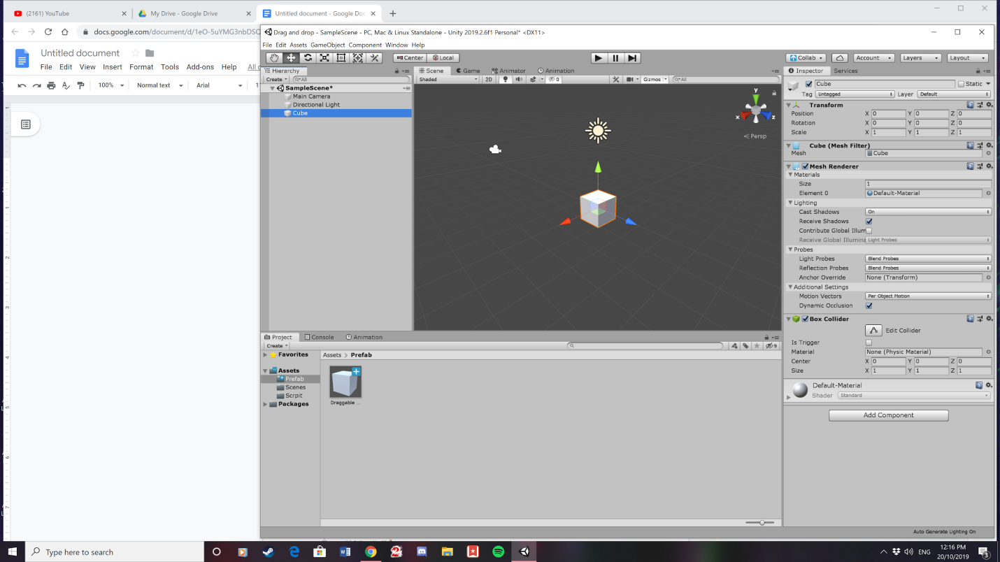 (2161) YouTube
My Drive - Google Drive
Untitled document - Google Doc
docs.google.com/document/d/1eO-5uYMG3nbDSO
Untitled document
File Edit View Insert Format Tools Add-ons Help All c
100% Normal text Arial
Drag and drop - SampleScene - PC, Mac & Linux Standalone - Unity 2019.2.6f1 Personal* <DX11>
File Edit Assets GameObject Component Window Help
Center Local Collab Account Layers Layout
Hierarchy
Create All
SampleScene*
Main Camera
Directional Light
Cube
Scene Game Animator Animation
Shaded 2D 0 Gizmos All
y
x z
Persp
Inspector Services
Cube Static
Tag Untagged Layer Default
Transform
Position X 0 Y 0 Z 0
Rotation X 0 Y 0 Z 0
Scale X 1 Y 1 Z 1
Cube (Mesh Filter)
Mesh Cube
Mesh Renderer
Materials
Size 1
Element 0 Default-Material
Lighting
Cast Shadows On
Receive Shadows
Contribute Global Illum
Receive Global Illumina Light Probes
Probes
Light Probes Blend Probes
Reflection Probes Blend Probes
Anchor Override None (Transform)
Additional Settings
Motion Vectors Per Object Motion
Dynamic Occlusion
Box Collider
Edit Collider
Is Trigger
Material None (Physic Material)
Center X 0 Y 0 Z 0
Size X 1 Y 1 Z 1
Default-Material
Shader Standard
Add Component
Project Console Animation
Create 9
Favorites
Assets
Prefab
Scenes
Scrpit
Packages
Assets > Prefab
Draggable ...
Auto Generate Lighting On
Type here to search
ENG
12:16 PM
20/10/2019
3